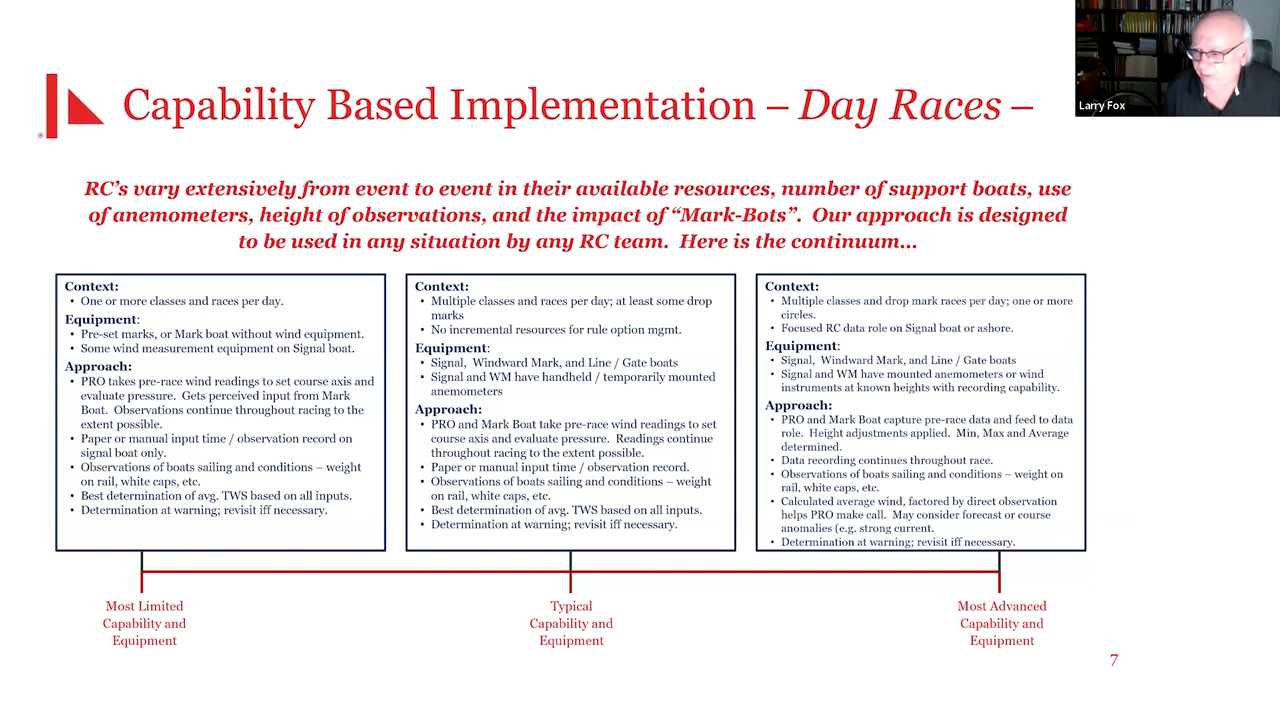 Capability Based Implementation – Day Races –
Larry Fox
RC's vary extensively from event to event in their available resources, number of support boats, use
of anemometers, height of observations, and the impact of “Mark-Bots”.  Our approach is designed
to be used in any situation by any RC team.  Here is the continuum...
Context:
• One or more classes and races per day.
Equipment:
• Pre-set marks, or Mark boat without wind equipment.
• Some wind measurement equipment on Signal boat.
Approach:
• PRO takes pre-race wind readings to set course axis and
evaluate pressure.  Gets perceived input from Mark
Boat.  Observations continue throughout racing to the
extent possible.
• Paper or manual input time / observation record on
signal boat only.
• Observations of boats sailing and conditions – weight
on rail, white caps, etc.
• Best determination of avg. TWS based on all inputs.
• Determination at warning; revisit iff necessary.
Context:
• Multiple classes and races per day; at least some drop
marks
• No incremental resources for rule option mgmt.
Equipment:
• Signal,  Windward Mark, and Line / Gate boats
• Signal and WM have handheld / temporarily mounted
anemometers
Approach:
• PRO and Mark Boat take pre-race wind readings to set
course axis and evaluate pressure.  Readings continue
throughout racing to the extent possible.
• Paper or manual input time / observation record.
• Observations of boats sailing and conditions – weight
on rail, white caps, etc.
• Best determination of avg. TWS based on all inputs.
• Determination at warning; revisit iff necessary.
Context:
• Multiple classes and drop mark races per day; one or more
circles.
• Focused RC data role on Signal boat or ashore.
Equipment:
• Signal,  Windward Mark, and Line / Gate boats
• Signal and WM have mounted anemometers or wind
instruments at known heights with recording capability.
Approach:
• PRO and Mark Boat capture pre-race data and feed to data
role.  Height adjustments applied.  Min, Max and Average
determined.
• Data recording continues throughout race.
• Observations of boats sailing and conditions – weight on
rail, white caps, etc.
• Calculated average wind, factored by direct observation
helps PRO make call.  May consider forecast or course
anomalies (e.g. strong current.
• Determination at warning; revisit iff necessary.
Most Limited
Capability and
Equipment
Typical
Capability and
Equipment
Most Advanced
Capability and
Equipment
7